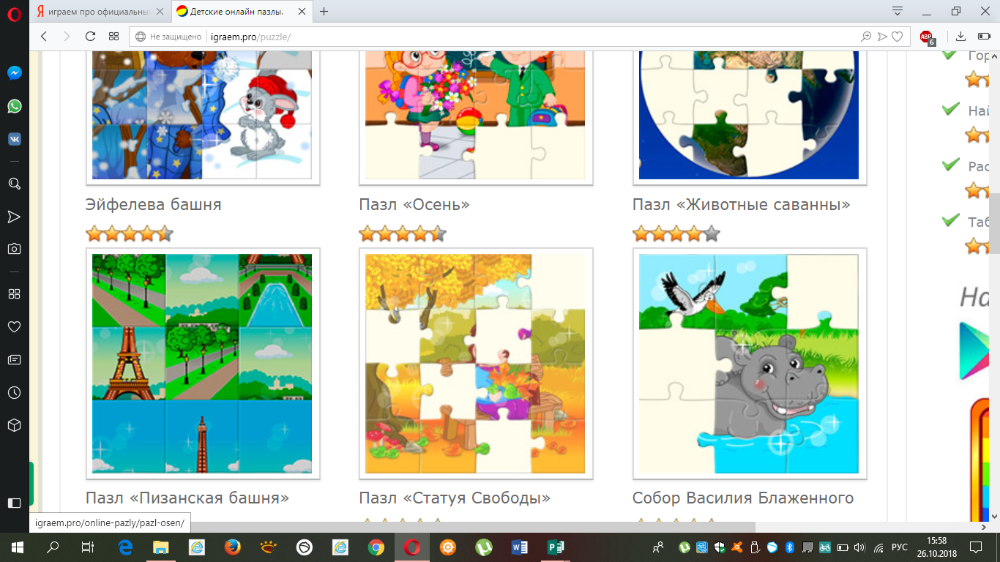 играем про официальный
Детские онлайн пазлы.
Не защищено
igraem.pro/puzzle/
ABP
6
Эйфелева башня
Пазл «Осень»
Пазл «Животные саванны»
Гор
Най
Рас
Таб
На
Пазл «Пизанская башня»
Пазл «Статуя Свободы»
Собор Василия Блаженного
igraem.pro/online-pazly/pazl-osen/
РУС
15:58
26.10.2018